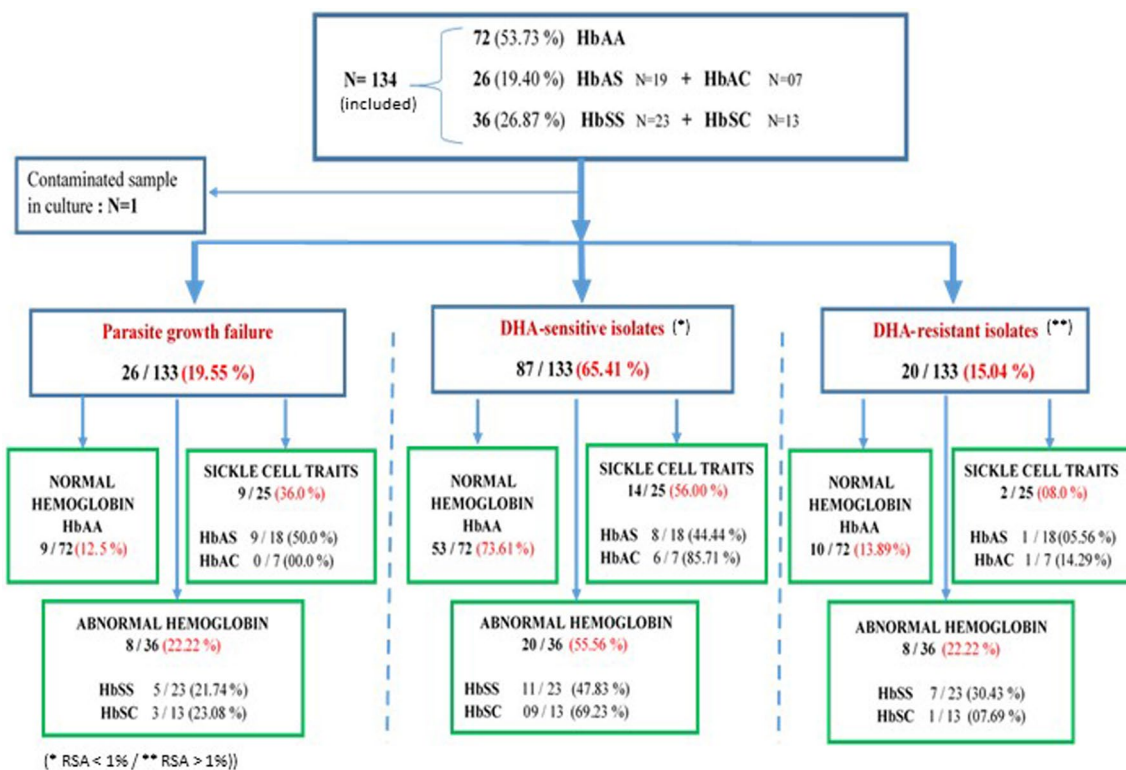 72 (53.73 %) HbAA
N= 134
(included)
26 (19.40 %) HbAS N=19 + HbAC N=07
36 (26.87 %) HbSS N=23 + HbSC N=13
Contaminated sample
in culture : N=1
Parasite growth failure
26 / 133 (19.55 %)
DHA-sensitive isolates (*)
87 / 133 (65.41 %)
DHA-resistant isolates (**)
20 / 133 (15.04 %)
NORMAL
HEMOGLOBIN
HbAA
9 / 72 (12.5 %)
SICKLE CELL TRAITS
9 / 25 (36.0 %)
HbAS 9 / 18 (50.0 %)
HbAC 0 / 7 (00.0 %)
ABNORMAL HEMOGLOBIN
8 / 36 (22.22 %)
HbSS 5 / 23 (21.74 %)
HbSC 3 / 13 (23.08 %)
NORMAL
HEMOGLOBIN
HbAA
53 / 72 (73.61 %)
SICKLE CELL TRAITS
14 / 25 (56.00 %)
HbAS 8 / 18 (44.44 %)
HbAC 6 / 7 (85.71 %)
ABNORMAL HEMOGLOBIN
20 / 36 (55.56 %)
HbSS 11 / 23 (47.83 %)
HbSC 09 / 13 (69.23 %)
NORMAL
HEMOGLOBIN
HbAA
10 / 72 (13.89 %)
SICKLE CELL TRAITS
2 / 25 (08.0 %)
HbAS 1 / 18 (05.56 %)
HbAC 1 / 7 (14.29 %)
ABNORMAL HEMOGLOBIN
8 / 36 (22.22 %)
HbSS 7 / 23 (30.43 %)
HbSC 1 / 13 (07.69 %)
(* RSA < 1% / ** RSA > 1%))